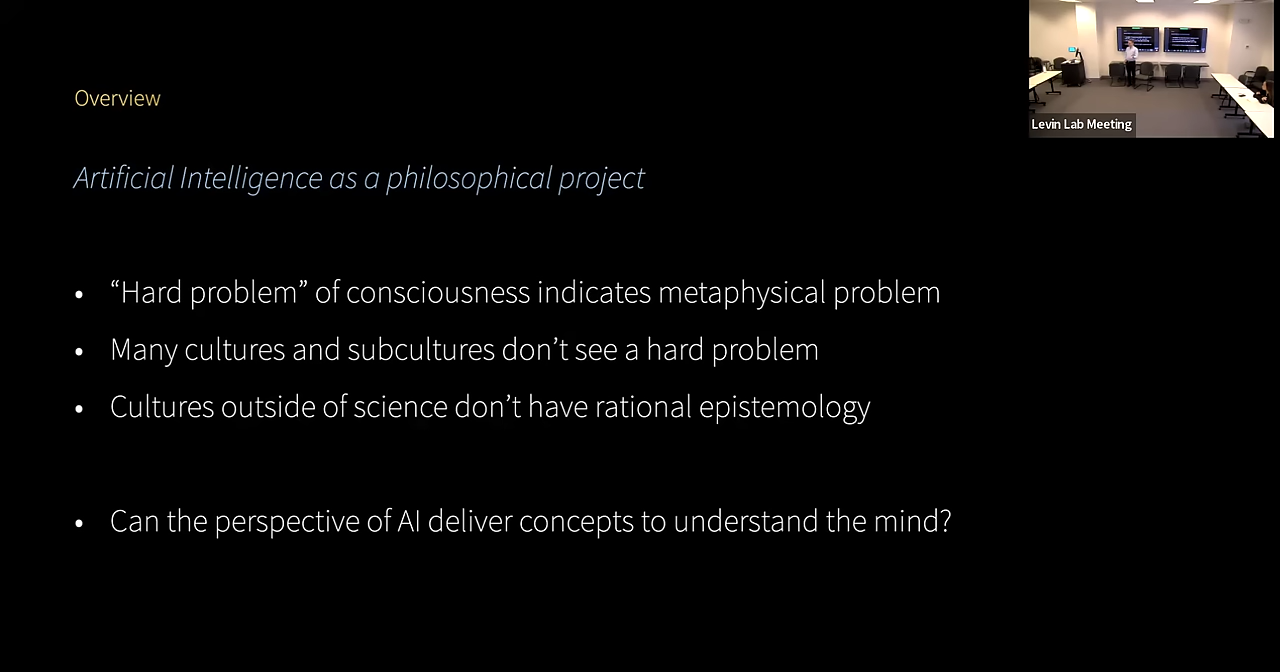 Overview
Levin Lab Meeting
Artificial Intelligence as a philosophical project
• “Hard problem” of consciousness indicates metaphysical problem
• Many cultures and subcultures don’t see a hard problem
• Cultures outside of science don’t have rational epistemology
• Can the perspective of AI deliver concepts to understand the mind?